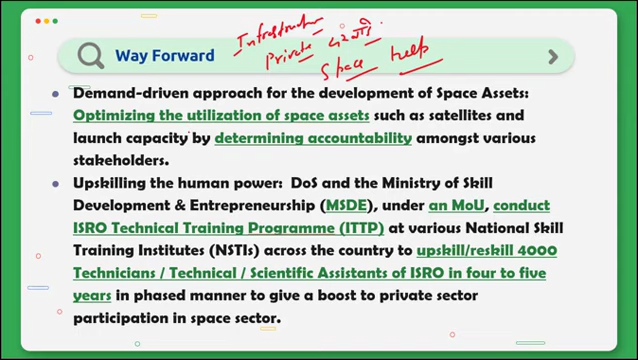 Infrastructure
Private
Space help
Way Forward
Demand-driven approach for the development of Space Assets:
Optimizing the utilization of space assets such as satellites and
launch capacity by determining accountability amongst various
stakeholders.
Upskilling the human power: DoS and the Ministry of Skill
Development & Entrepreneurship (MSDE), under an MoU, conduct
ISRO Technical Training Programme (ITTP) at various National Skill
Training Institutes (NSTIs) across the country to upskill/reskill 4000
Technicians / Technical / Scientific Assistants of ISRO in four to five
years in phased manner to give a boost to private sector
participation in space sector.